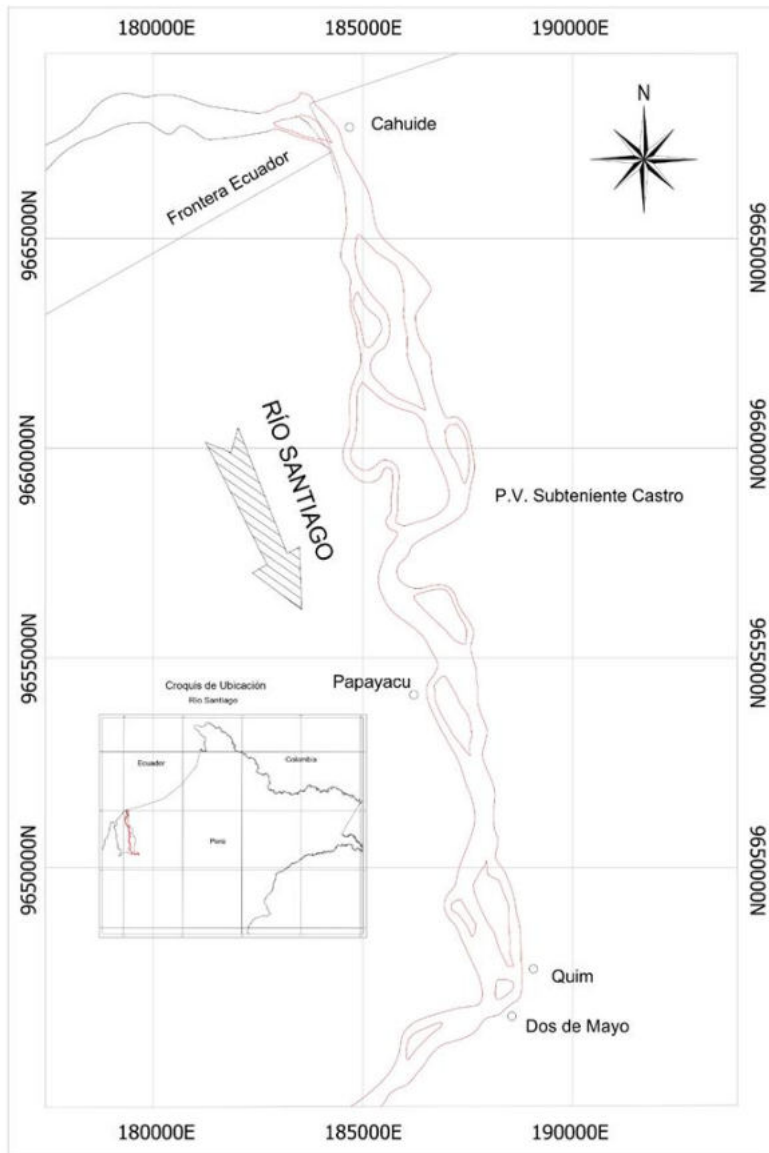 180000E 185000E 190000E
N
Cahuide
Frontera Ecuador
9665000N
9665000N
RÍO SANTIAGO
9660000N
9660000N
P.V. Subteniente Castro
9655000N
9655000N
Papayacu
Croquis de Ubicación
Río Santiago
Ecuador
Colombia
Perú
9650000N
9650000N
Quim
Dos de Mayo
180000E 185000E 190000E